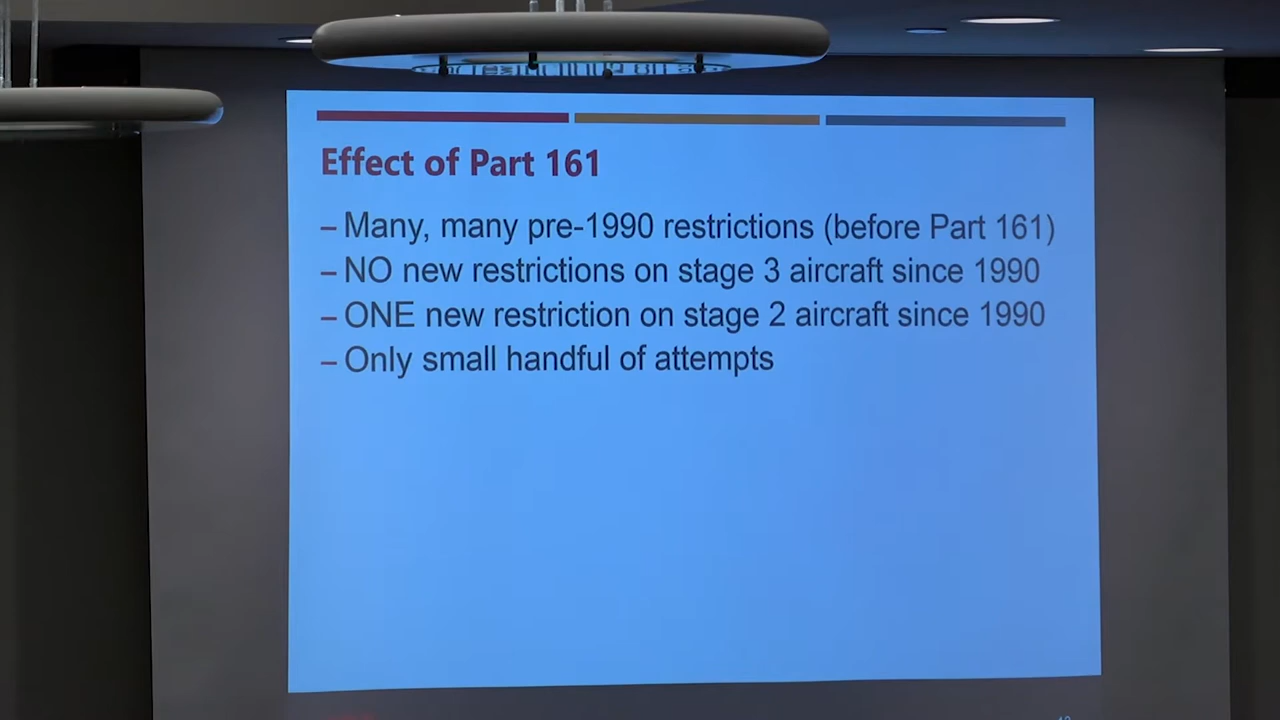 Effect of Part 161
– Many, many pre-1990 restrictions (before Part 161)
– NO new restrictions on stage 3 aircraft since 1990
– ONE new restriction on stage 2 aircraft since 1990
– Only small handful of attempts